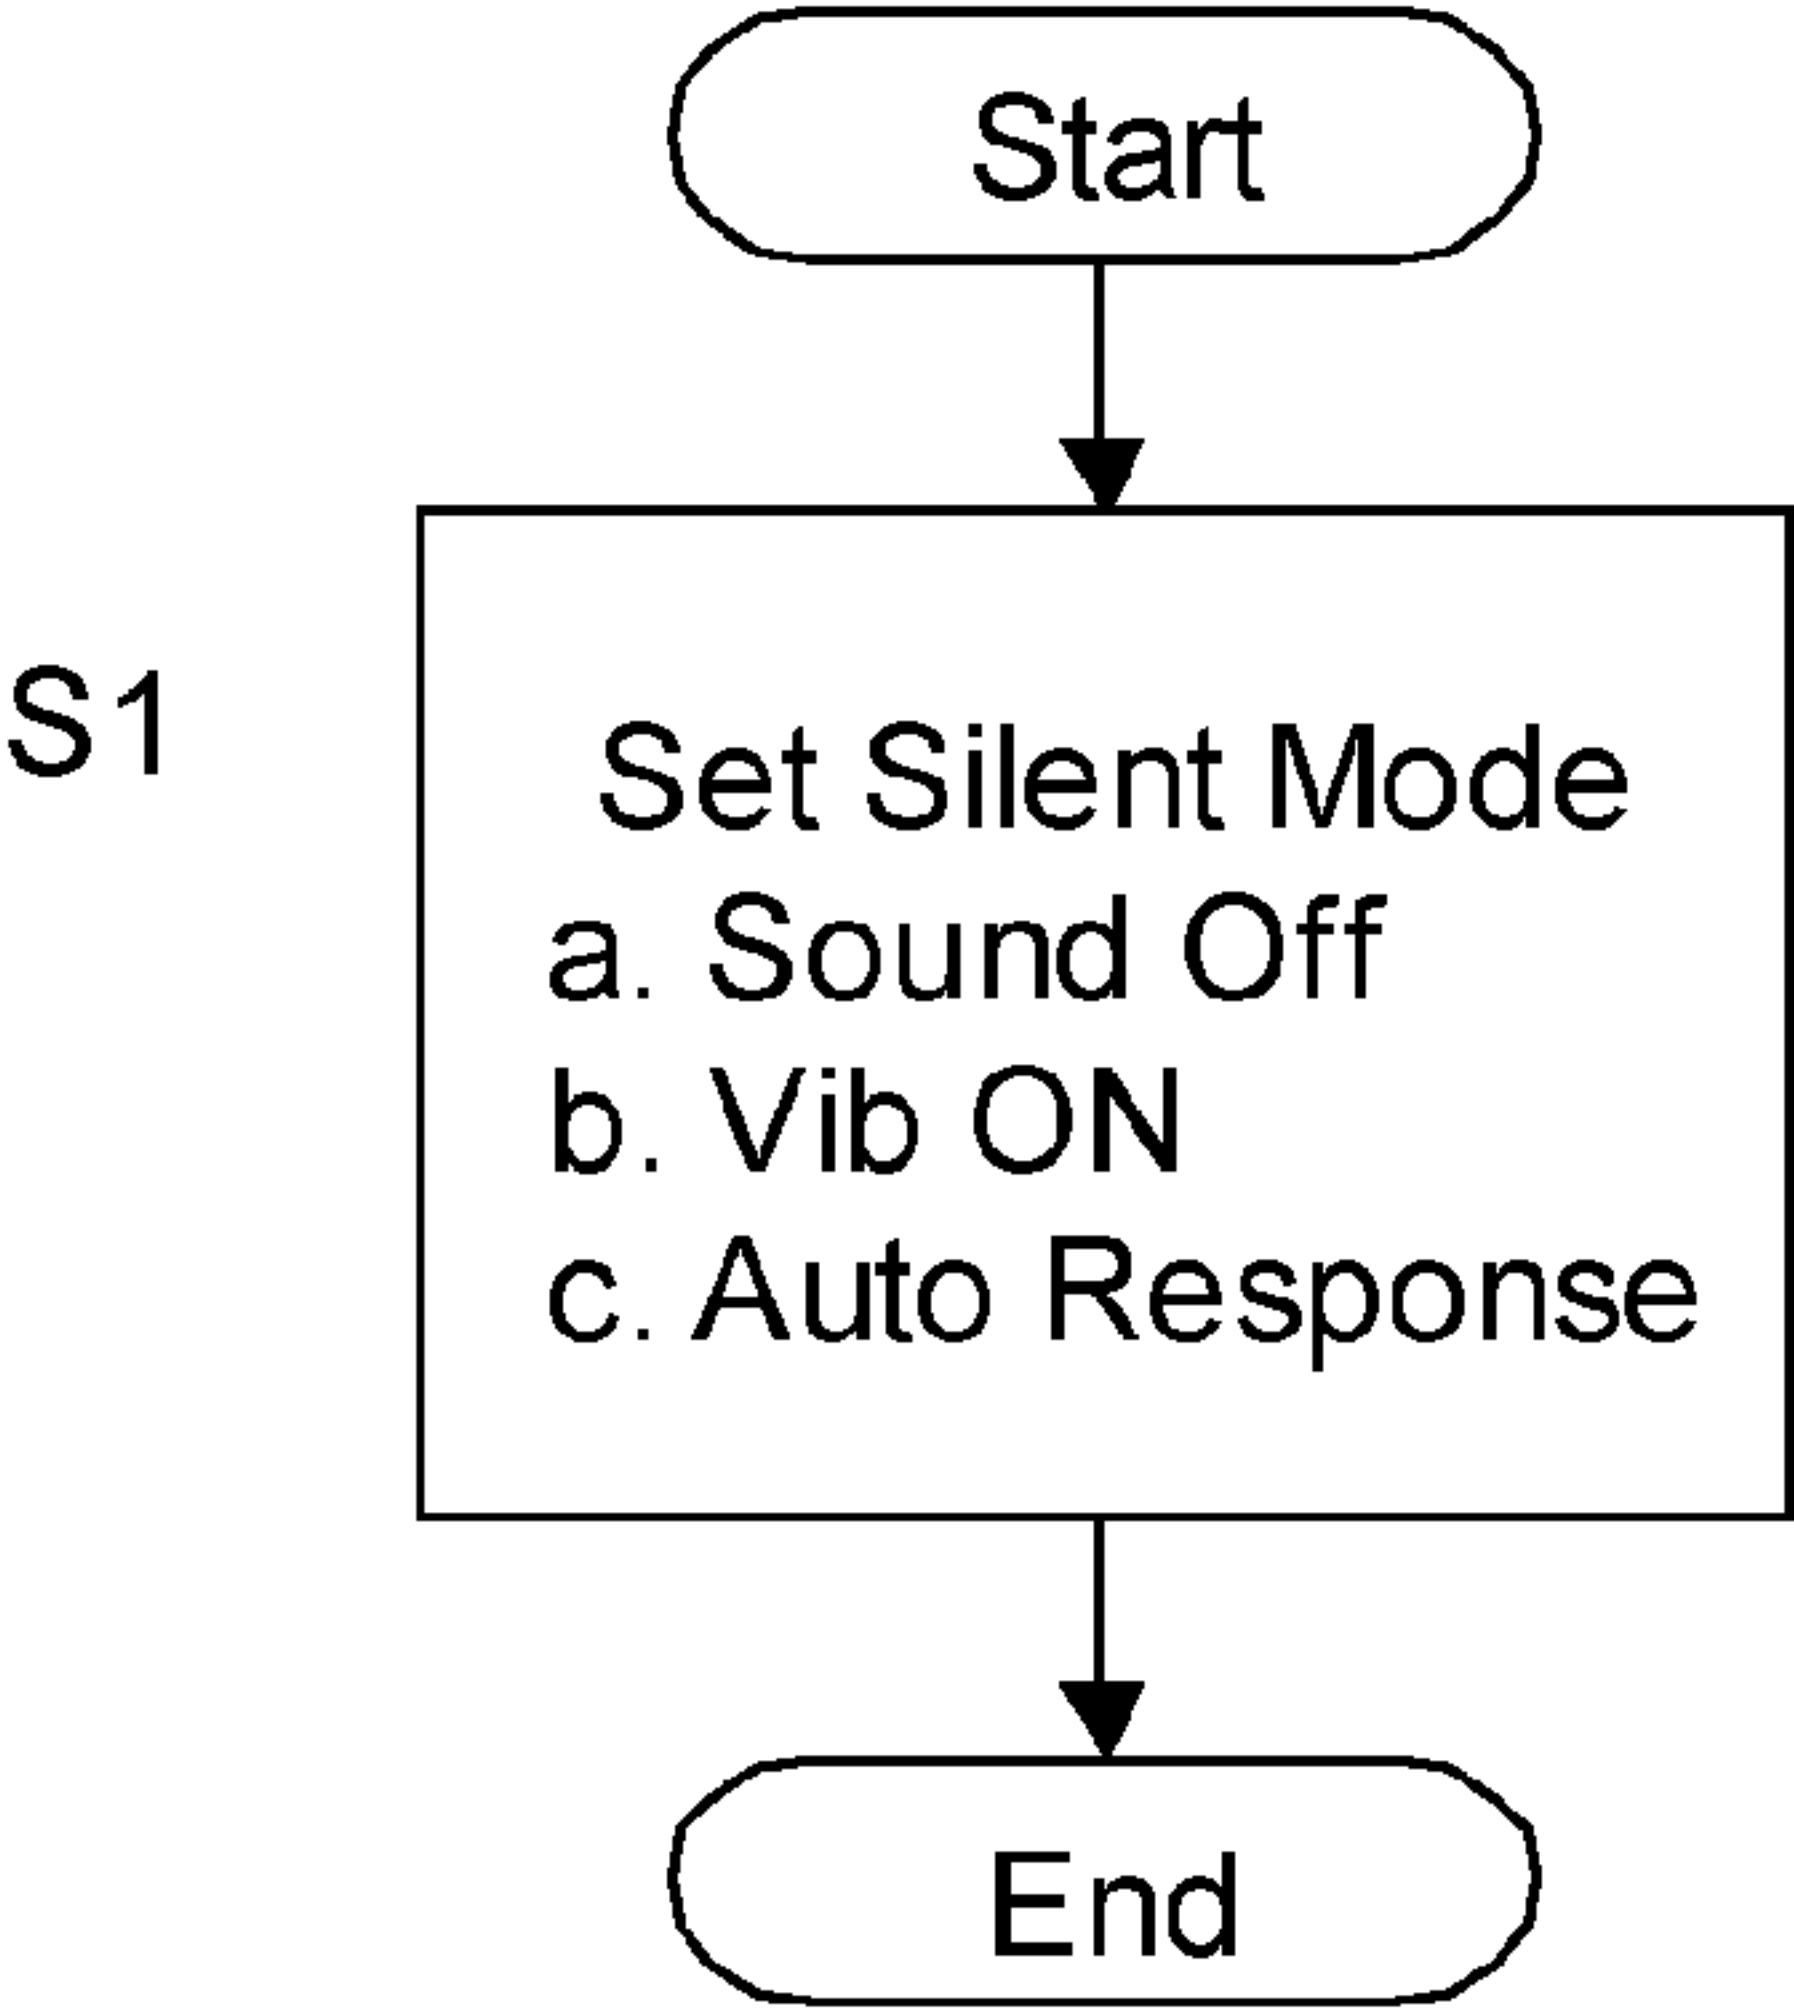 Start
S1
Set Silent Mode
a. Sound Off
b. Vib ON
c. Auto Response
End